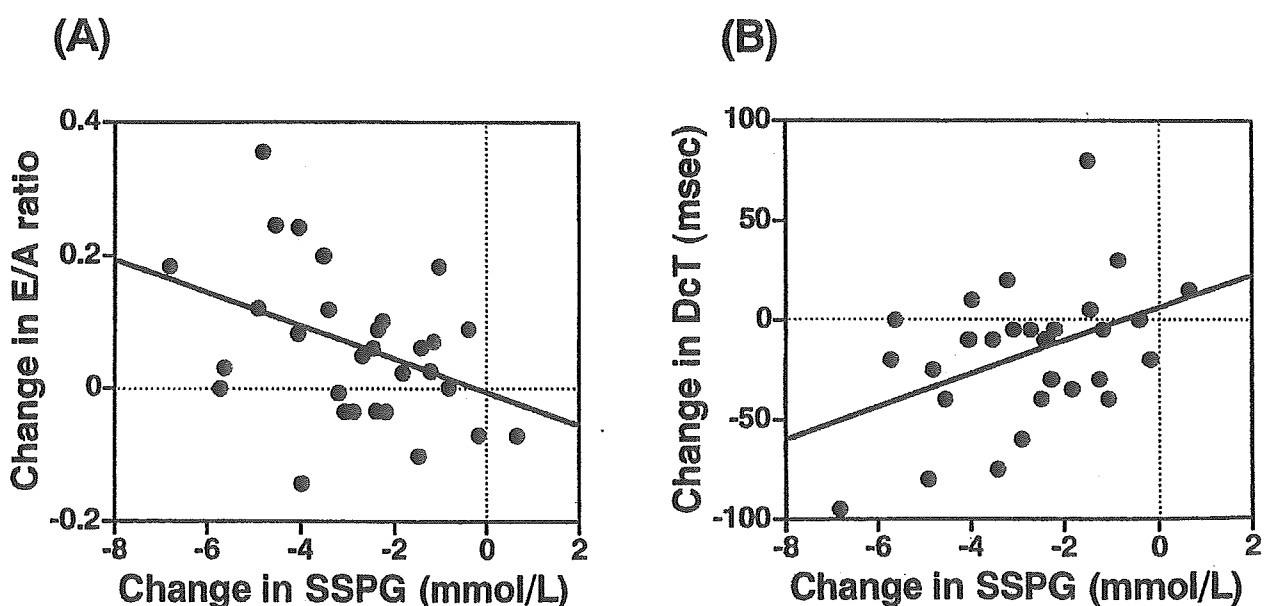 (A)
(B)
Change in E/A ratio
0.4
0.2
0
-0.2
-8 -6 -4 -2 0 2
Change in SSPG (mmol/L)
Change in DcT (msec)
100
50
0
-50
-100
-8 -6 -4 -2 0 2
Change in SSPG (mmol/L)